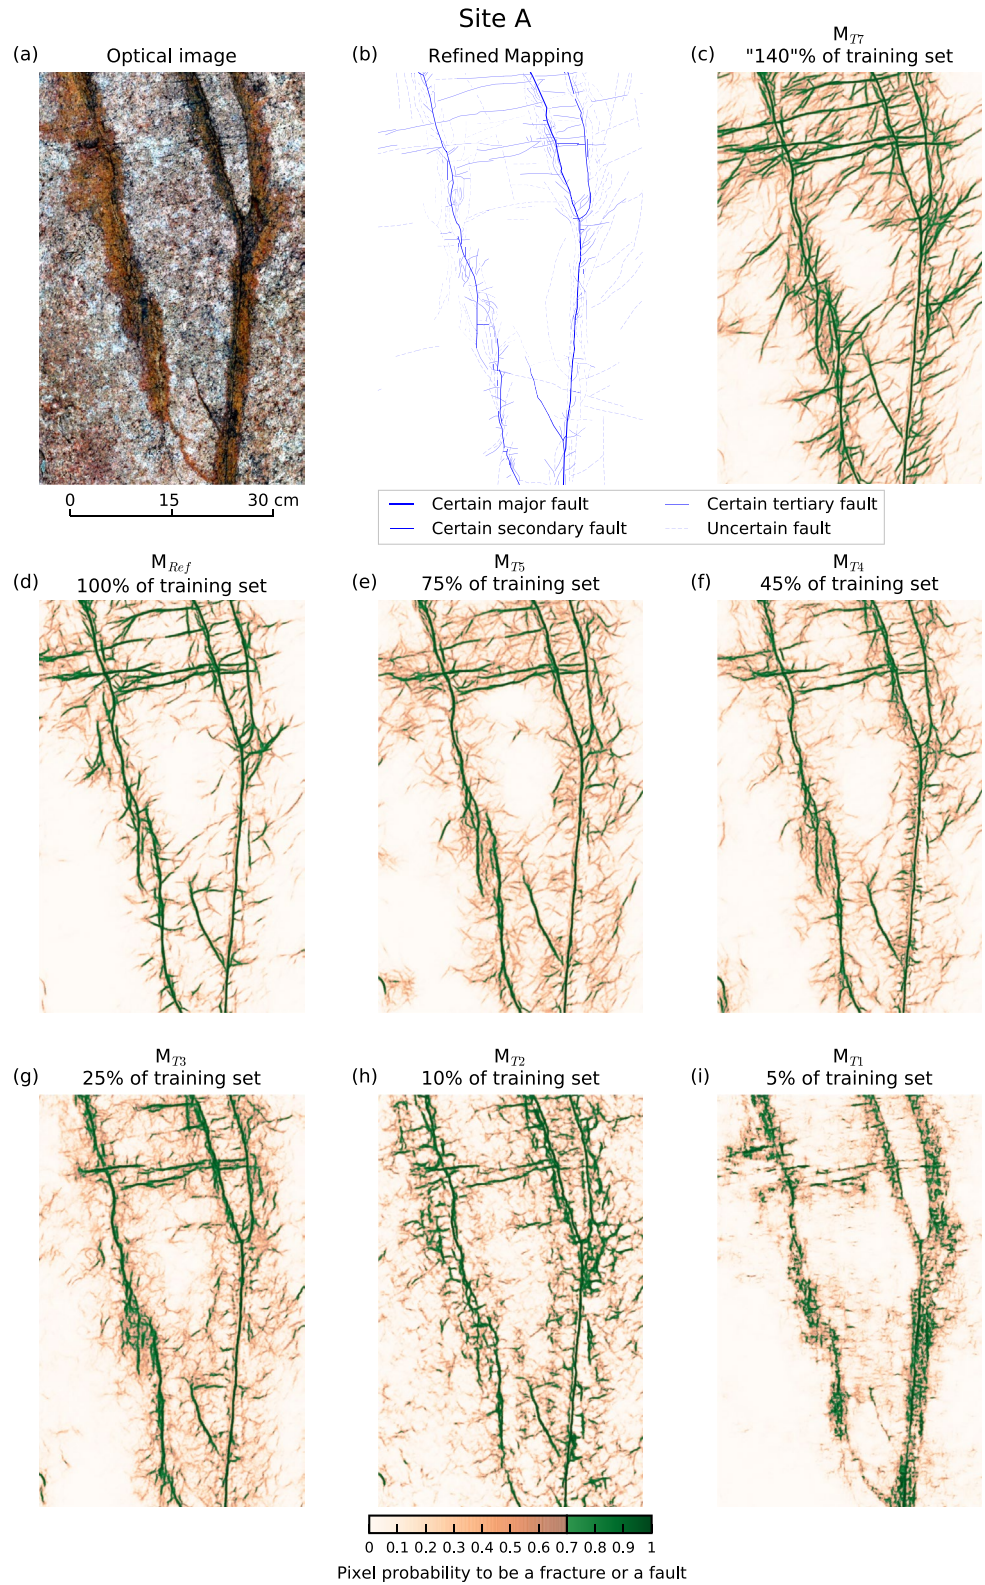 Site A
(a) Optical image
(b) Refined Mapping
(c) M_T7
"140"% of training set
0 15 30 cm
Certain major fault
Certain secondary fault
Certain tertiary fault
Uncertain fault
(d) M_Ref
100% of training set
(e) M_T5
75% of training set
(f) M_T4
45% of training set
(g) M_T3
25% of training set
(h) M_T2
10% of training set
(i) M_T1
5% of training set
0 0.1 0.2 0.3 0.4 0.5 0.6 0.7 0.8 0.9 1
Pixel probability to be a fracture or a fault